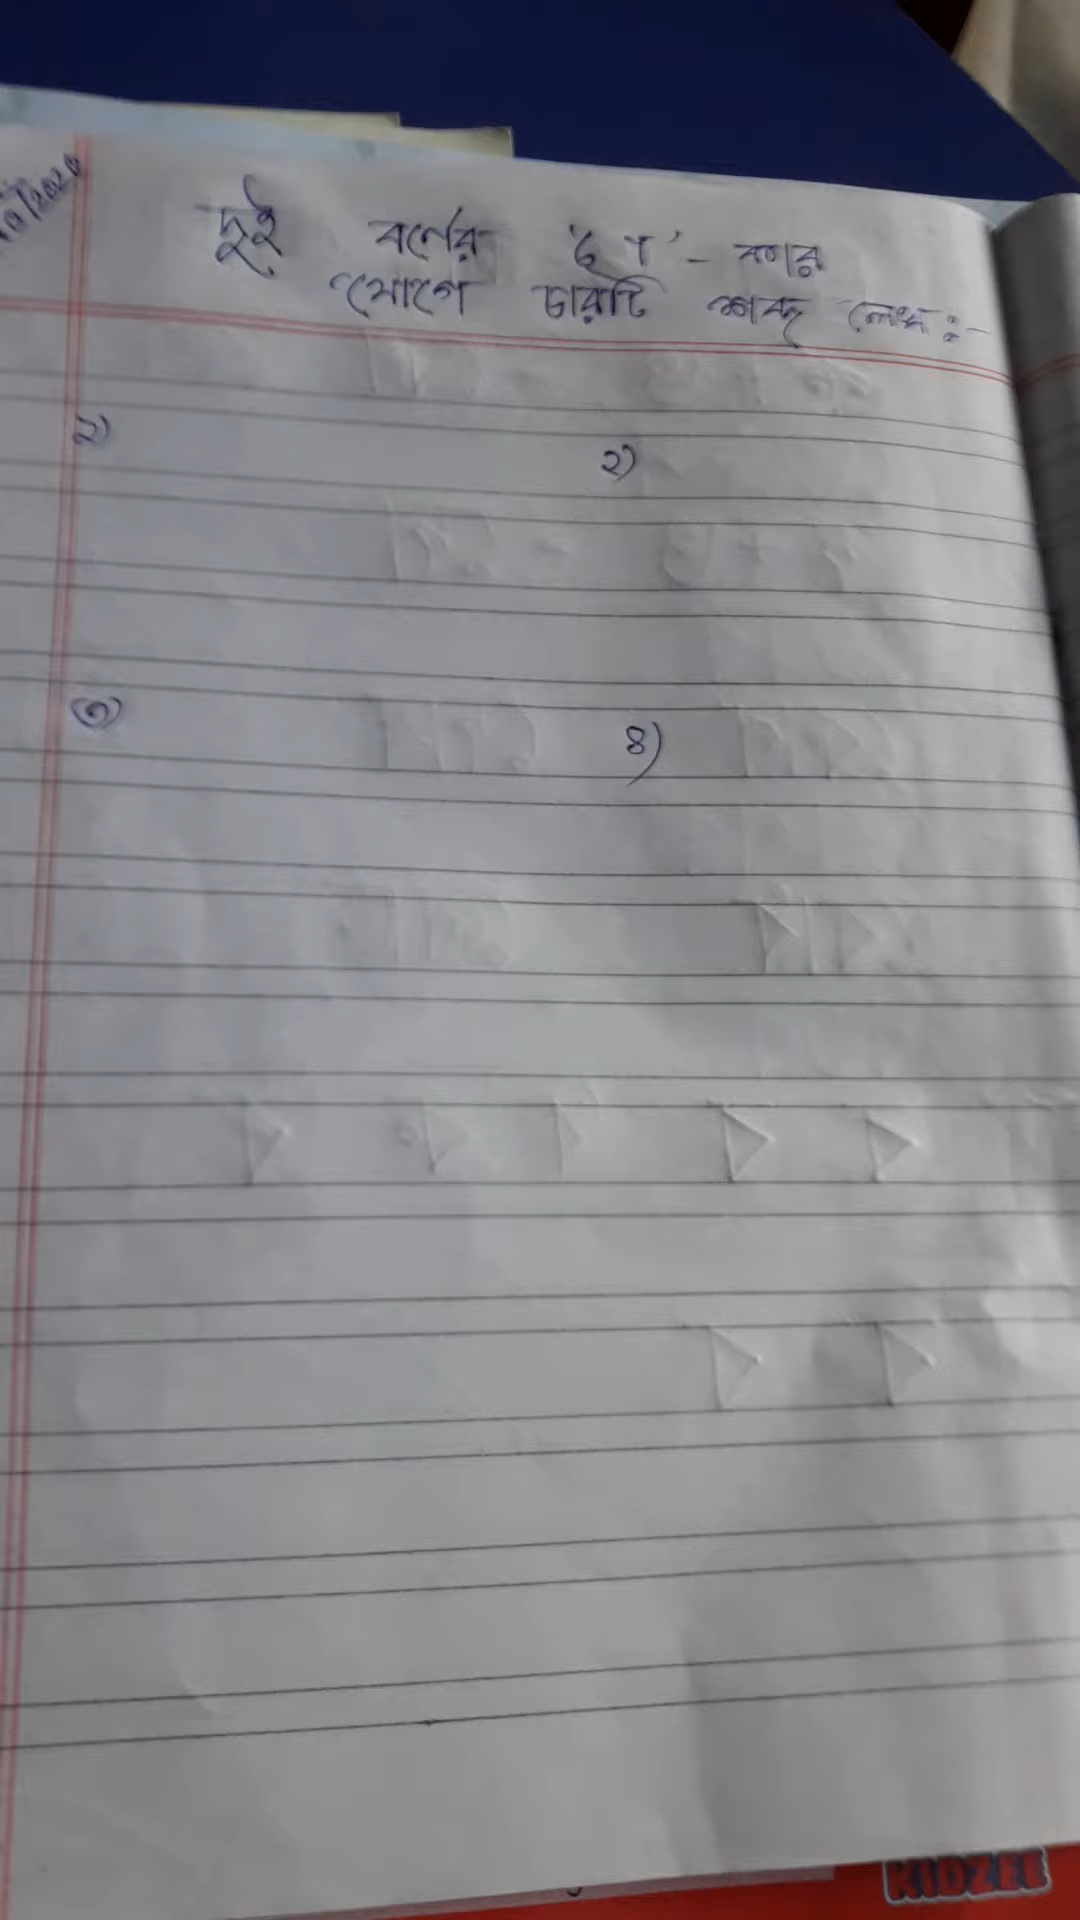 দুই বর্ণের 'ে া' - কার
যোগে চারটি শব্দ লেখ :-
১) ২)
৩) ৪)
KIDZEE